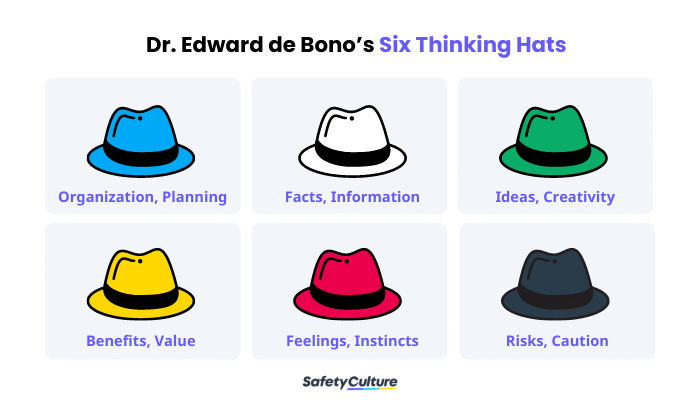 Dr. Edward de Bono’s Six Thinking Hats
Organization, Planning
Facts, Information
Ideas, Creativity
Benefits, Value
Feelings, Instincts
Risks, Caution
SafetyCulture